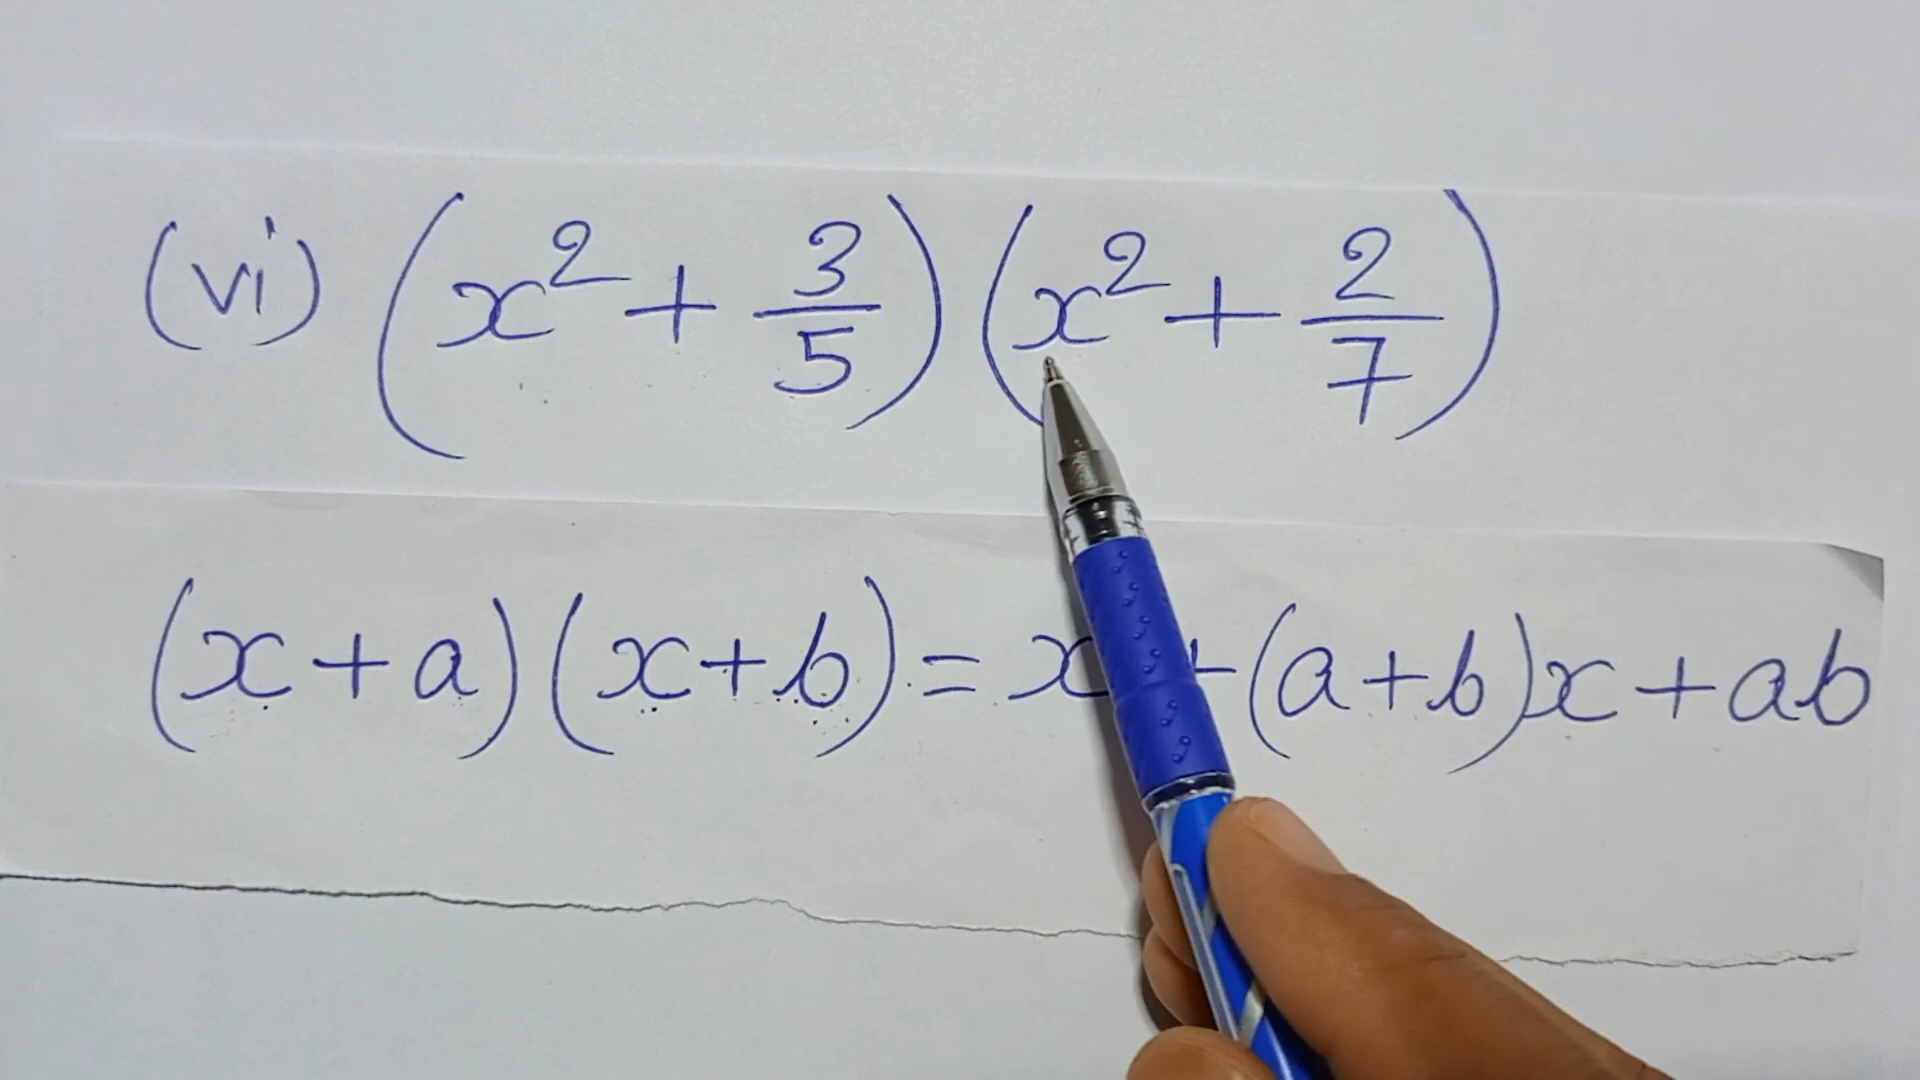 (vi) (x² + 3/5) (x² + 2/7)
(x + a) (x + b) = x + (a + b)x + ab